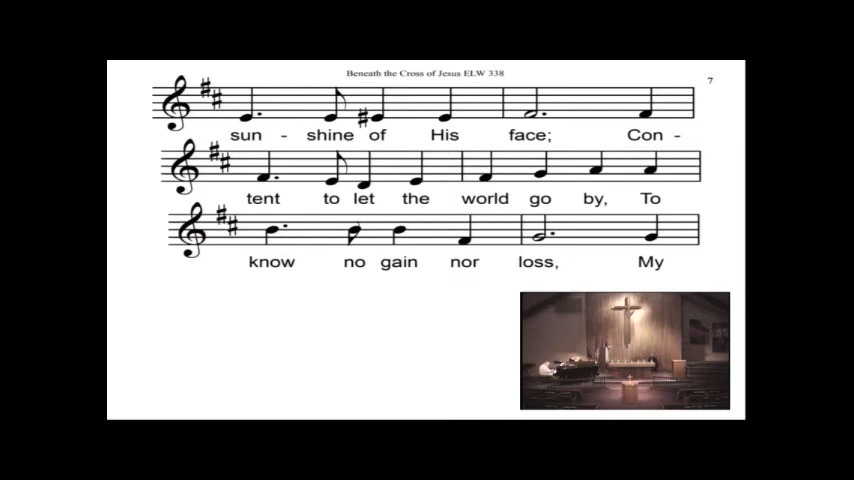 Beneath the Cross of Jesus ELW 338
7
sun - shine of His face; Con -
tent to let the world go by, To
know no gain nor loss, My